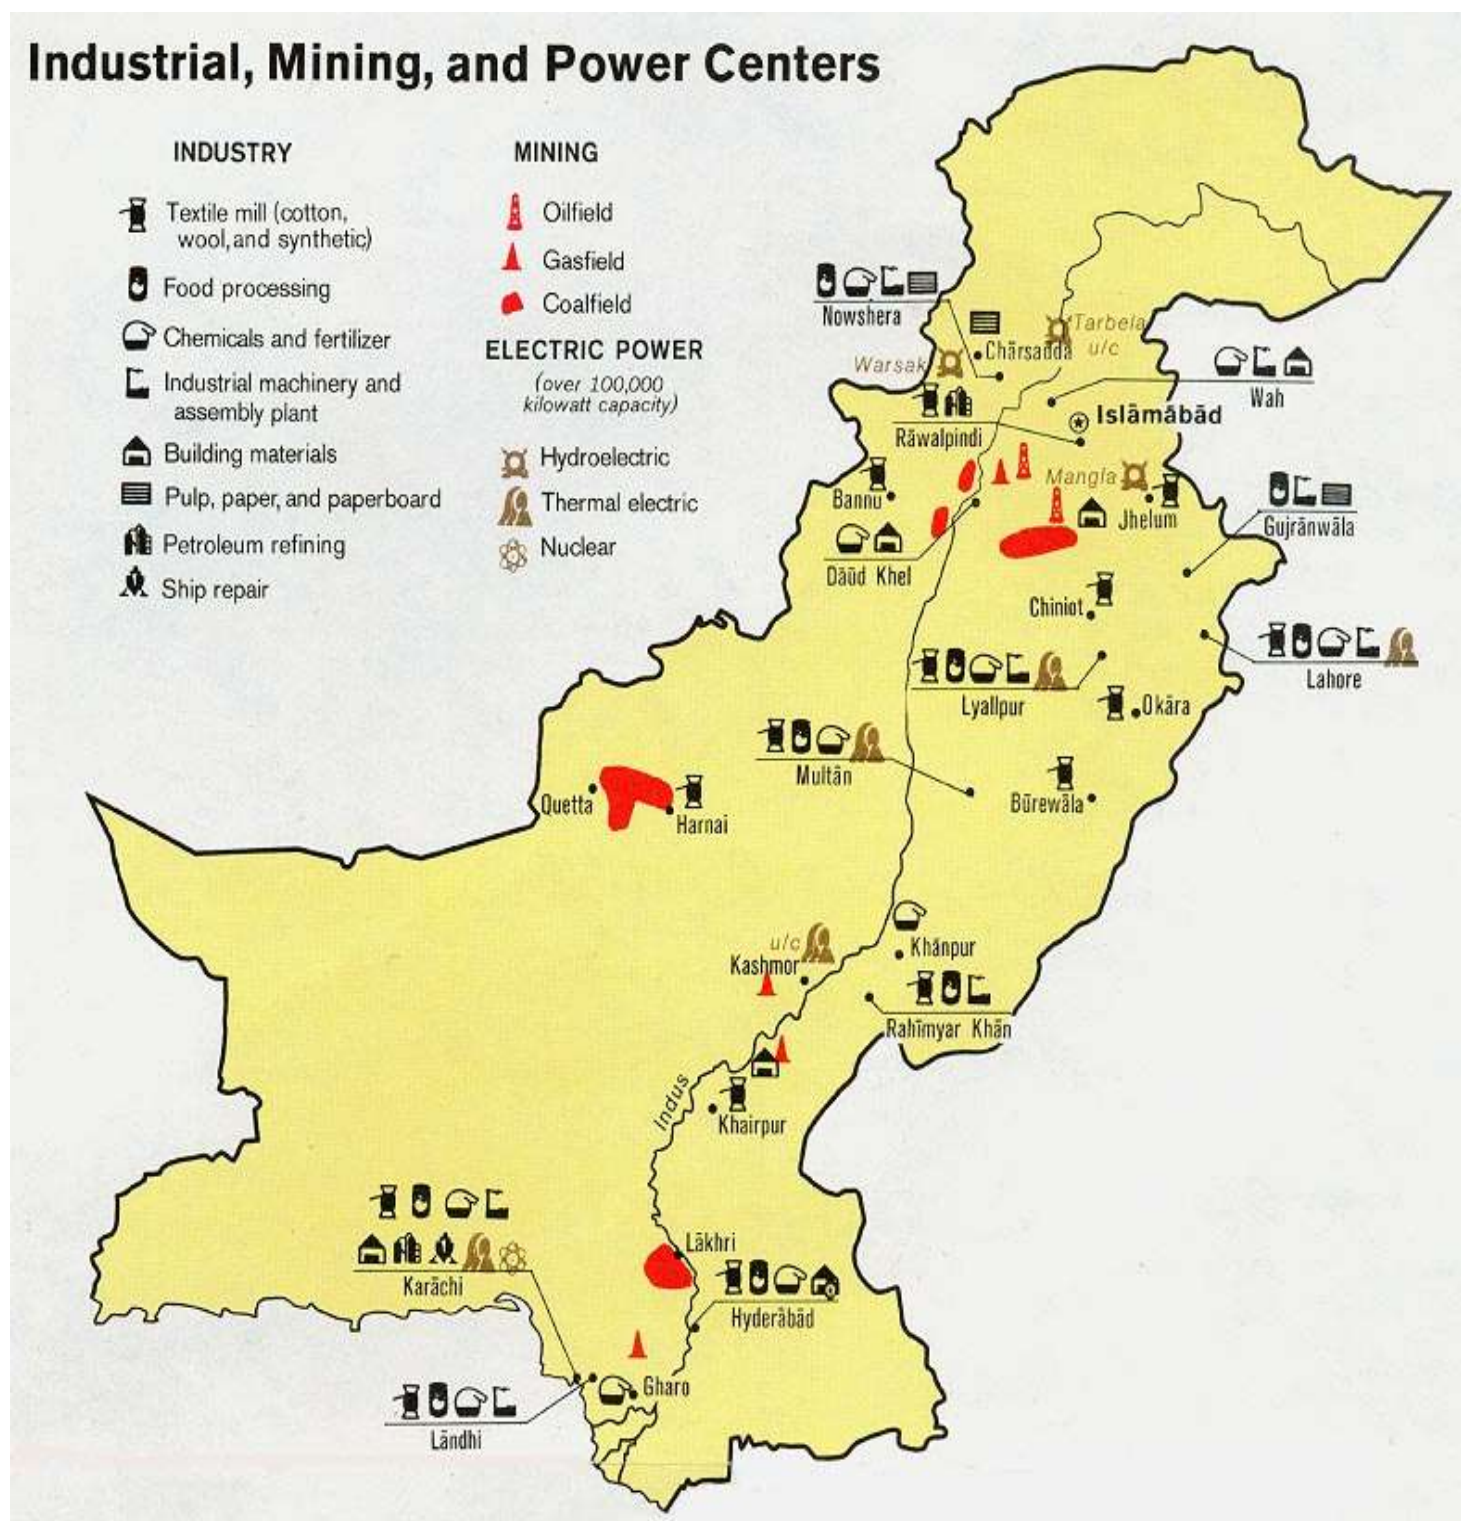 Industrial, Mining, and Power Centers
INDUSTRY
Textile mill (cotton,
wool, and synthetic)
Food processing
Chemicals and fertilizer
Industrial machinery and
assembly plant
Building materials
Pulp, paper, and paperboard
Petroleum refining
Ship repair
MINING
Oilfield
Gasfield
Coalfield
ELECTRIC POWER
(over 100,000
kilowatt capacity)
Hydroelectric
Thermal electric
Nuclear
Nowshera
Tarbela
u/c
Chārsadda
Warsak
Wah
Islāmābād
Rāwalpindi
Mangla
Bannu
Jhelum
Gujrānwāla
Dāūd Khel
Chiniot
Lahore
Lyallpur
Okāra
Multān
Būrewāla
Quetta
Harnai
u/c
Kashmor
Khānpur
Rahīmyar Khān
Indus
Khairpur
Lākhri
Karāchi
Hyderābād
Gharo
Lāndhi